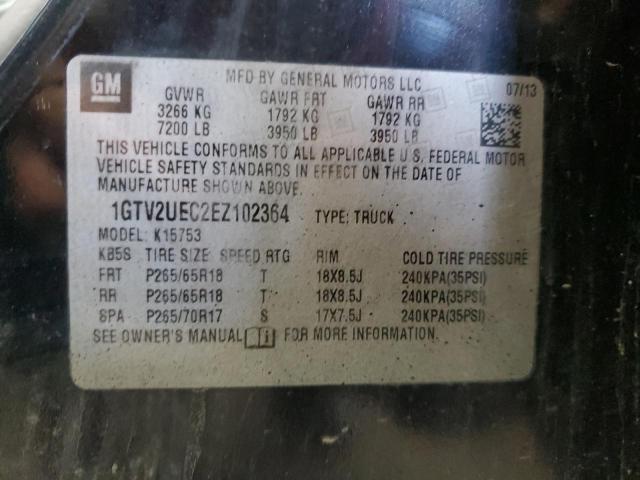 GM
MFD BY GENERAL MOTORS LLC
07/13
GVWR GAWR FRT GAWR RR
3266 KG 1792 KG 1792 KG
7200 LB 3950 LB 3950 LB
THIS VEHICLE CONFORMS TO ALL APPLICABLE U.S. FEDERAL MOTOR
VEHICLE SAFETY STANDARDS IN EFFECT ON THE DATE OF
MANUFACTURE SHOWN ABOVE.
1GTV2UEC2EZ102364 TYPE: TRUCK
MODEL: K15753
KB5S TIRE SIZE SPEED RTG RIM COLD TIRE PRESSURE
FRT P265/65R18 T 18X8.5J 240KPA(35PSI)
RR P265/65R18 T 18X8.5J 240KPA(35PSI)
SPA P265/70R17 S 17X7.5J 240KPA(35PSI)
SEE OWNER'S MANUAL FOR MORE INFORMATION.